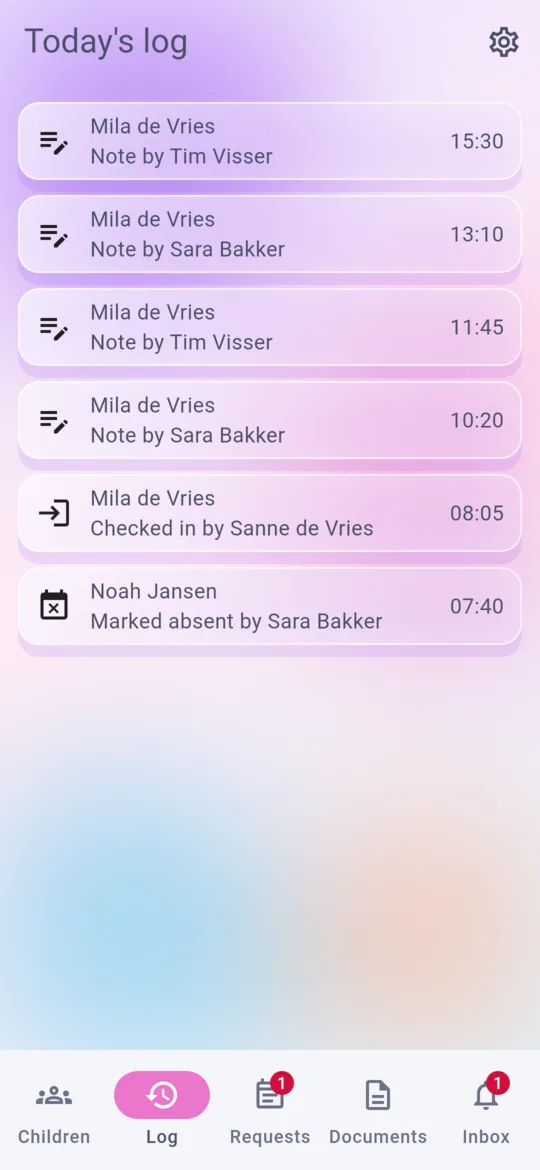 Today's log
Mila de Vries
Note by Tim Visser
15:30
Mila de Vries
Note by Sara Bakker
13:10
Mila de Vries
Note by Tim Visser
11:45
Mila de Vries
Note by Sara Bakker
10:20
Mila de Vries
Checked in by Sanne de Vries
08:05
Noah Jansen
Marked absent by Sara Bakker
07:40
1
1
Children
Log
Requests
Documents
Inbox